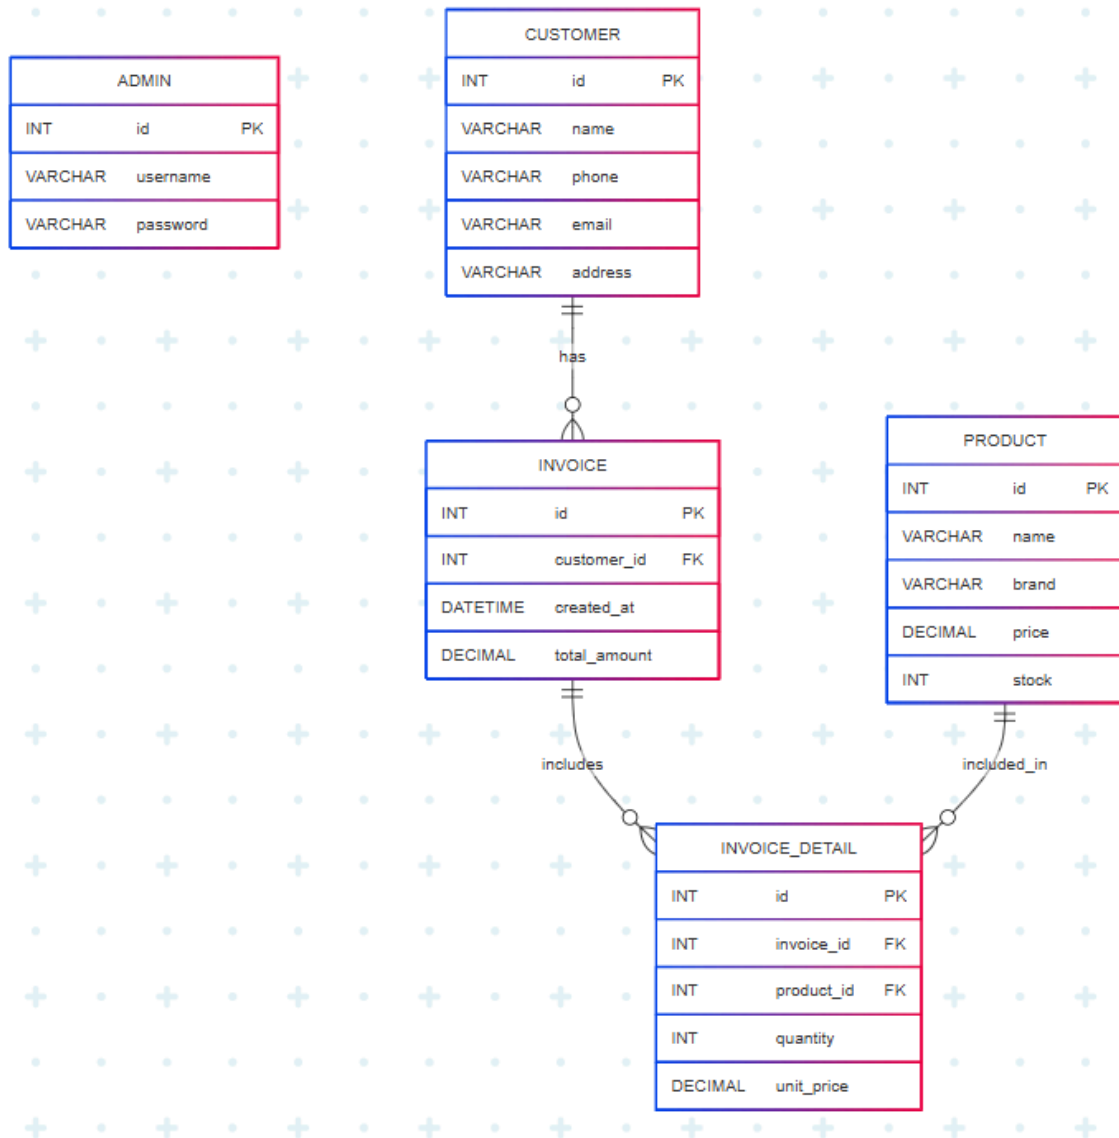 ADMIN
INT id PK
VARCHAR username
VARCHAR password
CUSTOMER
INT id PK
VARCHAR name
VARCHAR phone
VARCHAR email
VARCHAR address
has
INVOICE
INT id PK
INT customer_id FK
DATETIME created_at
DECIMAL total_amount
PRODUCT
INT id PK
VARCHAR name
VARCHAR brand
DECIMAL price
INT stock
includes
included_in
INVOICE_DETAIL
INT id PK
INT invoice_id FK
INT product_id FK
INT quantity
DECIMAL unit_price